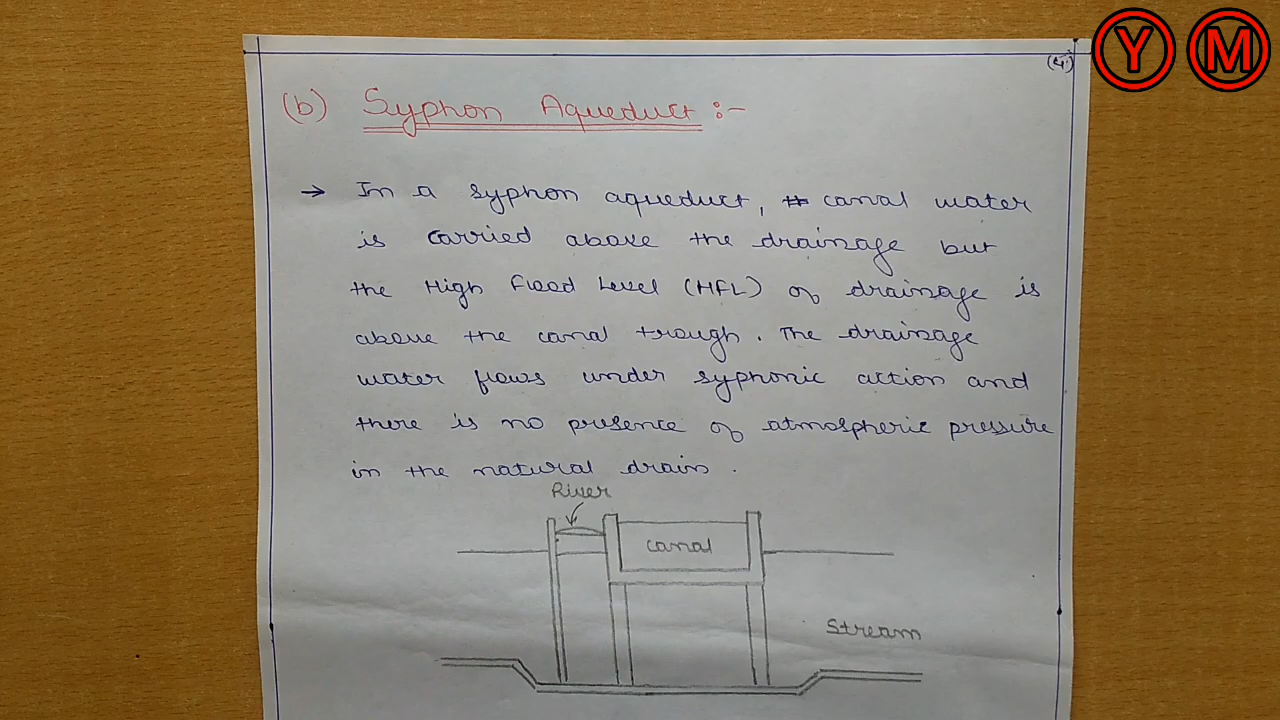 Y M
(b) Syphon Aqueduct :-
→ In a syphon aqueduct, canal water
is carried above the drainage but
the High Flood Level (HFL) of drainage is
above the canal trough. The drainage
water flows under syphonic action and
there is no presence of atmospheric pressure
in the natural drain.
River
canal
Stream